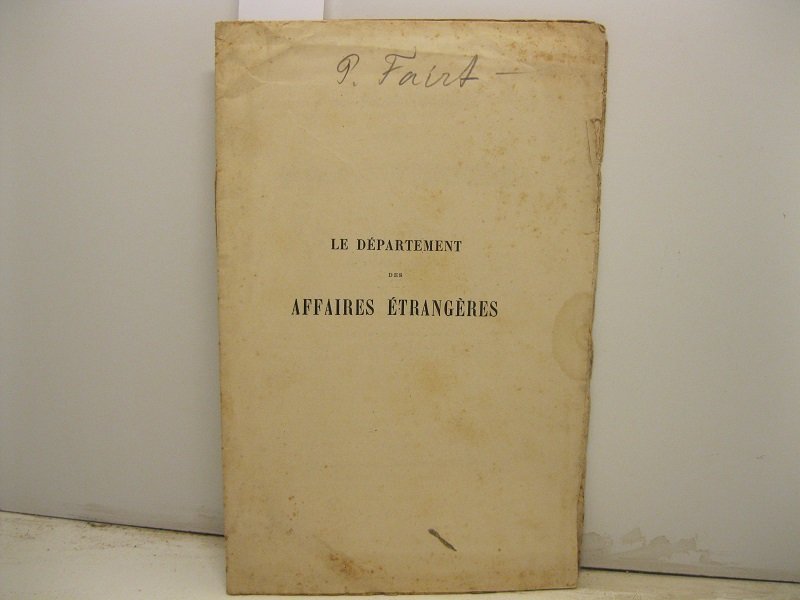 P. Fairt –
LE DÉPARTEMENT
DES
AFFAIRES ÉTRANGÈRES